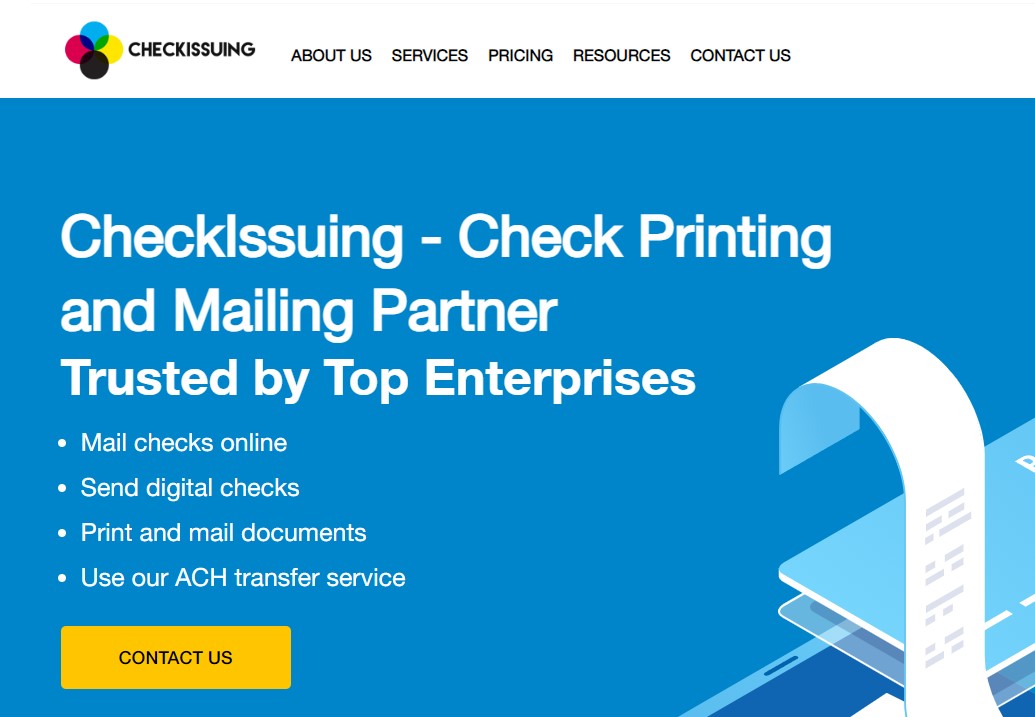 CHECKISSUING
ABOUT US SERVICES PRICING RESOURCES CONTACT US
CheckIssuing - Check Printing
and Mailing Partner
Trusted by Top Enterprises
• Mail checks online
• Send digital checks
• Print and mail documents
• Use our ACH transfer service
CONTACT US